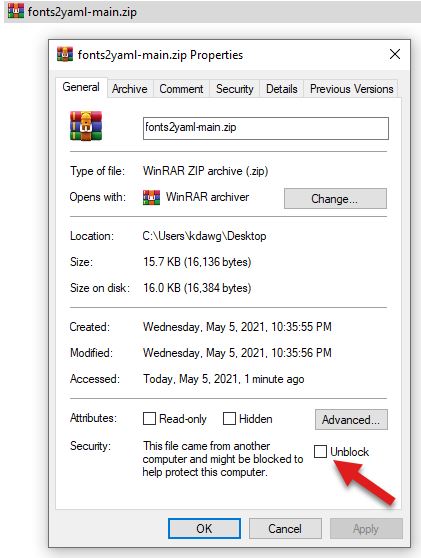 fonts2yaml-main.zip
fonts2yaml-main.zip Properties
General Archive Comment Security Details Previous Versions
fonts2yaml-main.zip
Type of file: WinRAR ZIP archive (.zip)
Opens with: WinRAR archiver Change...
Location: C:\Users\kdawg\Desktop
Size: 15.7 KB (16,136 bytes)
Size on disk: 16.0 KB (16,384 bytes)
Created: Wednesday, May 5, 2021, 10:35:55 PM
Modified: Wednesday, May 5, 2021, 10:35:56 PM
Accessed: Today, May 5, 2021, 1 minute ago
Attributes: Read-only Hidden Advanced...
Security: This file came from another
computer and might be blocked to
help protect this computer.
Unblock
OK Cancel Apply